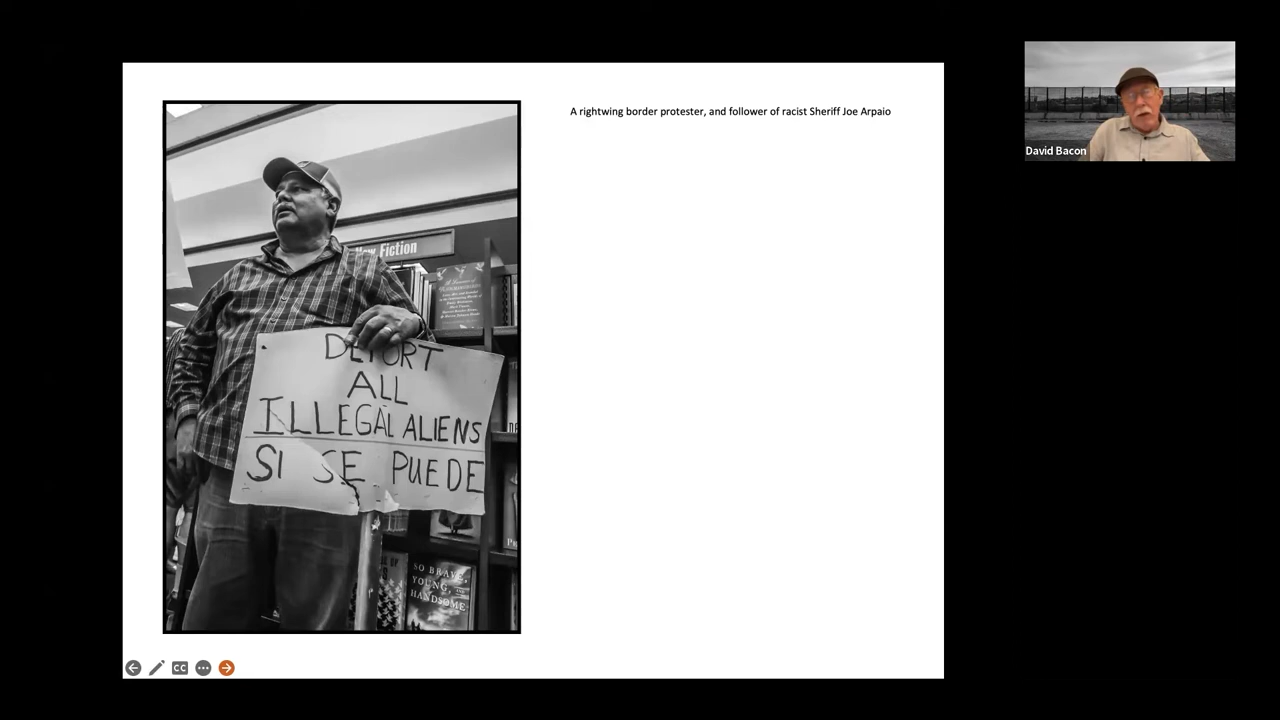 A rightwing border protester, and follower of racist Sheriff Joe Arpaio
New Fiction
DEPORT
ALL
ILLEGAL ALIENS
SI SE PUEDE
SO BRAVE,
YOUNG,
HANDSOME
David Bacon
CC